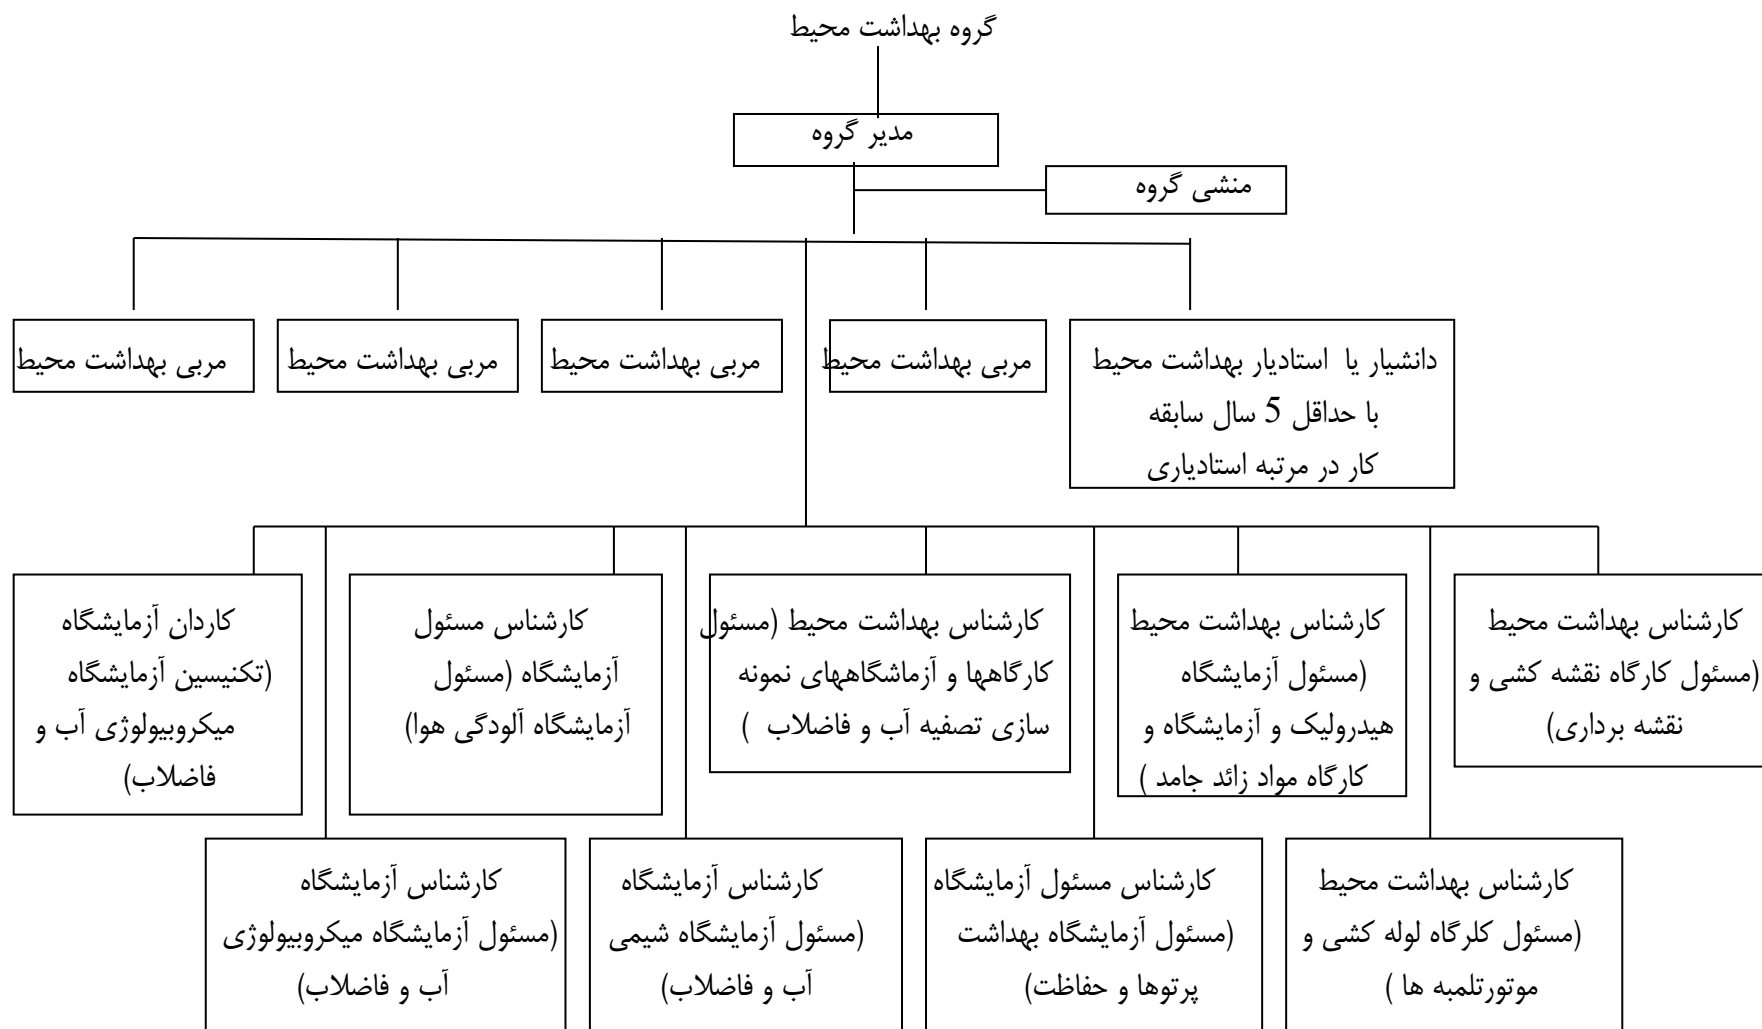 گروه بهداشت محیط
مدیر گروه
منشی گروه
دانشیار یا استادیار بهداشت محیط
با حداقل 5 سال سابقه
کار در مرتبه استادیاری
مربی بهداشت محیط
مربی بهداشت محیط
مربی بهداشت محیط
مربی بهداشت محیط
کارشناس بهداشت محیط
(مسئول کارگاه نقشه کشی و
نقشه برداری)
کارشناس بهداشت محیط
(مسئول آزمایشگاه
هیدرولیک و آزمایشگاه و
کارگاه مواد زائد جامد )
کارشناس بهداشت محیط (مسئول
کارگاهها و آزماشگاههای نمونه
سازی تصفیه آب و فاضلاب )
کارشناس مسئول
آزمایشگاه (مسئول
آزمایشگاه آلودگی هوا)
کاردان آزمایشگاه
(تکنیسین آزمایشگاه
میکروبیولوژی آب و
فاضلاب)
کارشناس بهداشت محیط
(مسئول کلرگاه لوله کشی و
موتورتلمبه ها )
کارشناس مسئول آزمایشگاه
(مسئول آزمایشگاه بهداشت
پرتوها و حفاظت)
کارشناس آزمایشگاه
(مسئول آزمایشگاه شیمی
آب و فاضلاب)
کارشناس آزمایشگاه
(مسئول آزمایشگاه میکروبیولوژی
آب و فاضلاب)